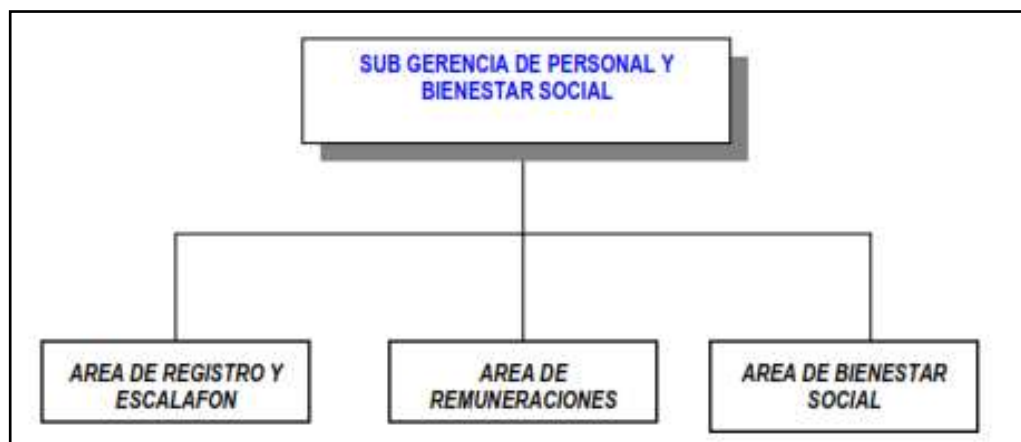 SUB GERENCIA DE PERSONAL Y
BIENESTAR SOCIAL
AREA DE REGISTRO Y
ESCALAFON
AREA DE
REMUNERACIONES
AREA DE BIENESTAR
SOCIAL